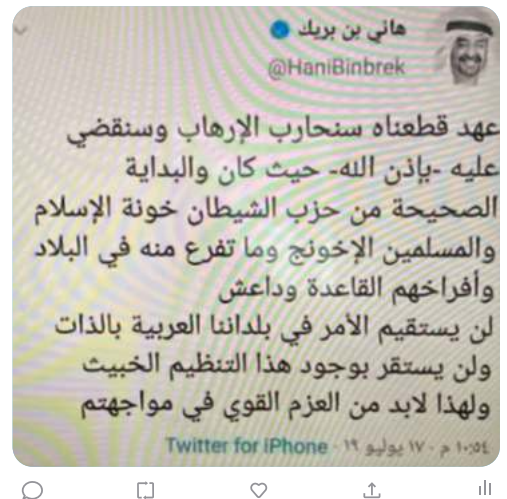 هاني بن بريك
@HaniBinbrek
عهد قطعناه سنحارب الإرهاب وسنقضي
عليه -بإذن الله- حيث كان والبداية
الصحيحة من حزب الشيطان خونة الإسلام
والمسلمين الإخونج وما تفرع منه في البلاد
وأفراخهم القاعدة وداعش
لن يستقيم الأمر في بلداننا العربية بالذات
ولن يستقر بوجود هذا التنظيم الخبيث
ولهذا لابد من العزم القوي في مواجهتم
١٠:٥٤ م · ١٧ يوليو ١٩ · Twitter for iPhone